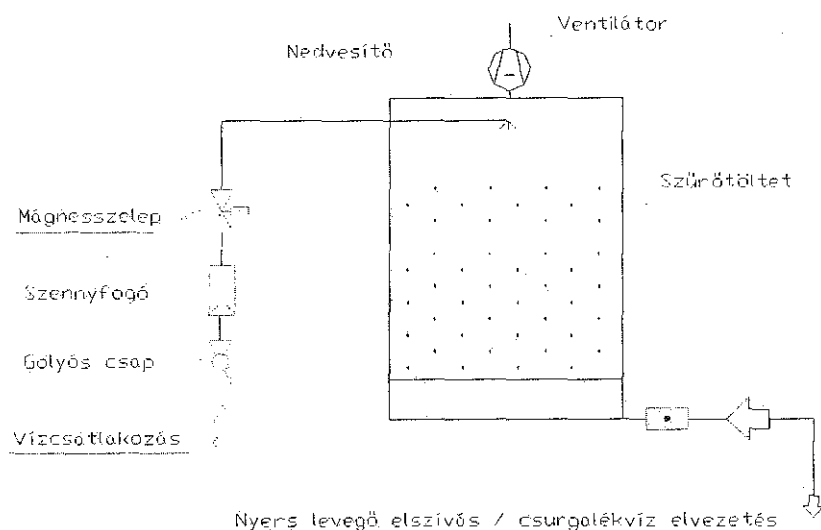 Ventilátor
Nedvesítő
Szűrőtöltet
Mágnesszelep
Szennyfogó
Golyós csap
Vízcsatlakozás
Nyers levegő elszívás / csurgalékvíz elvezetés